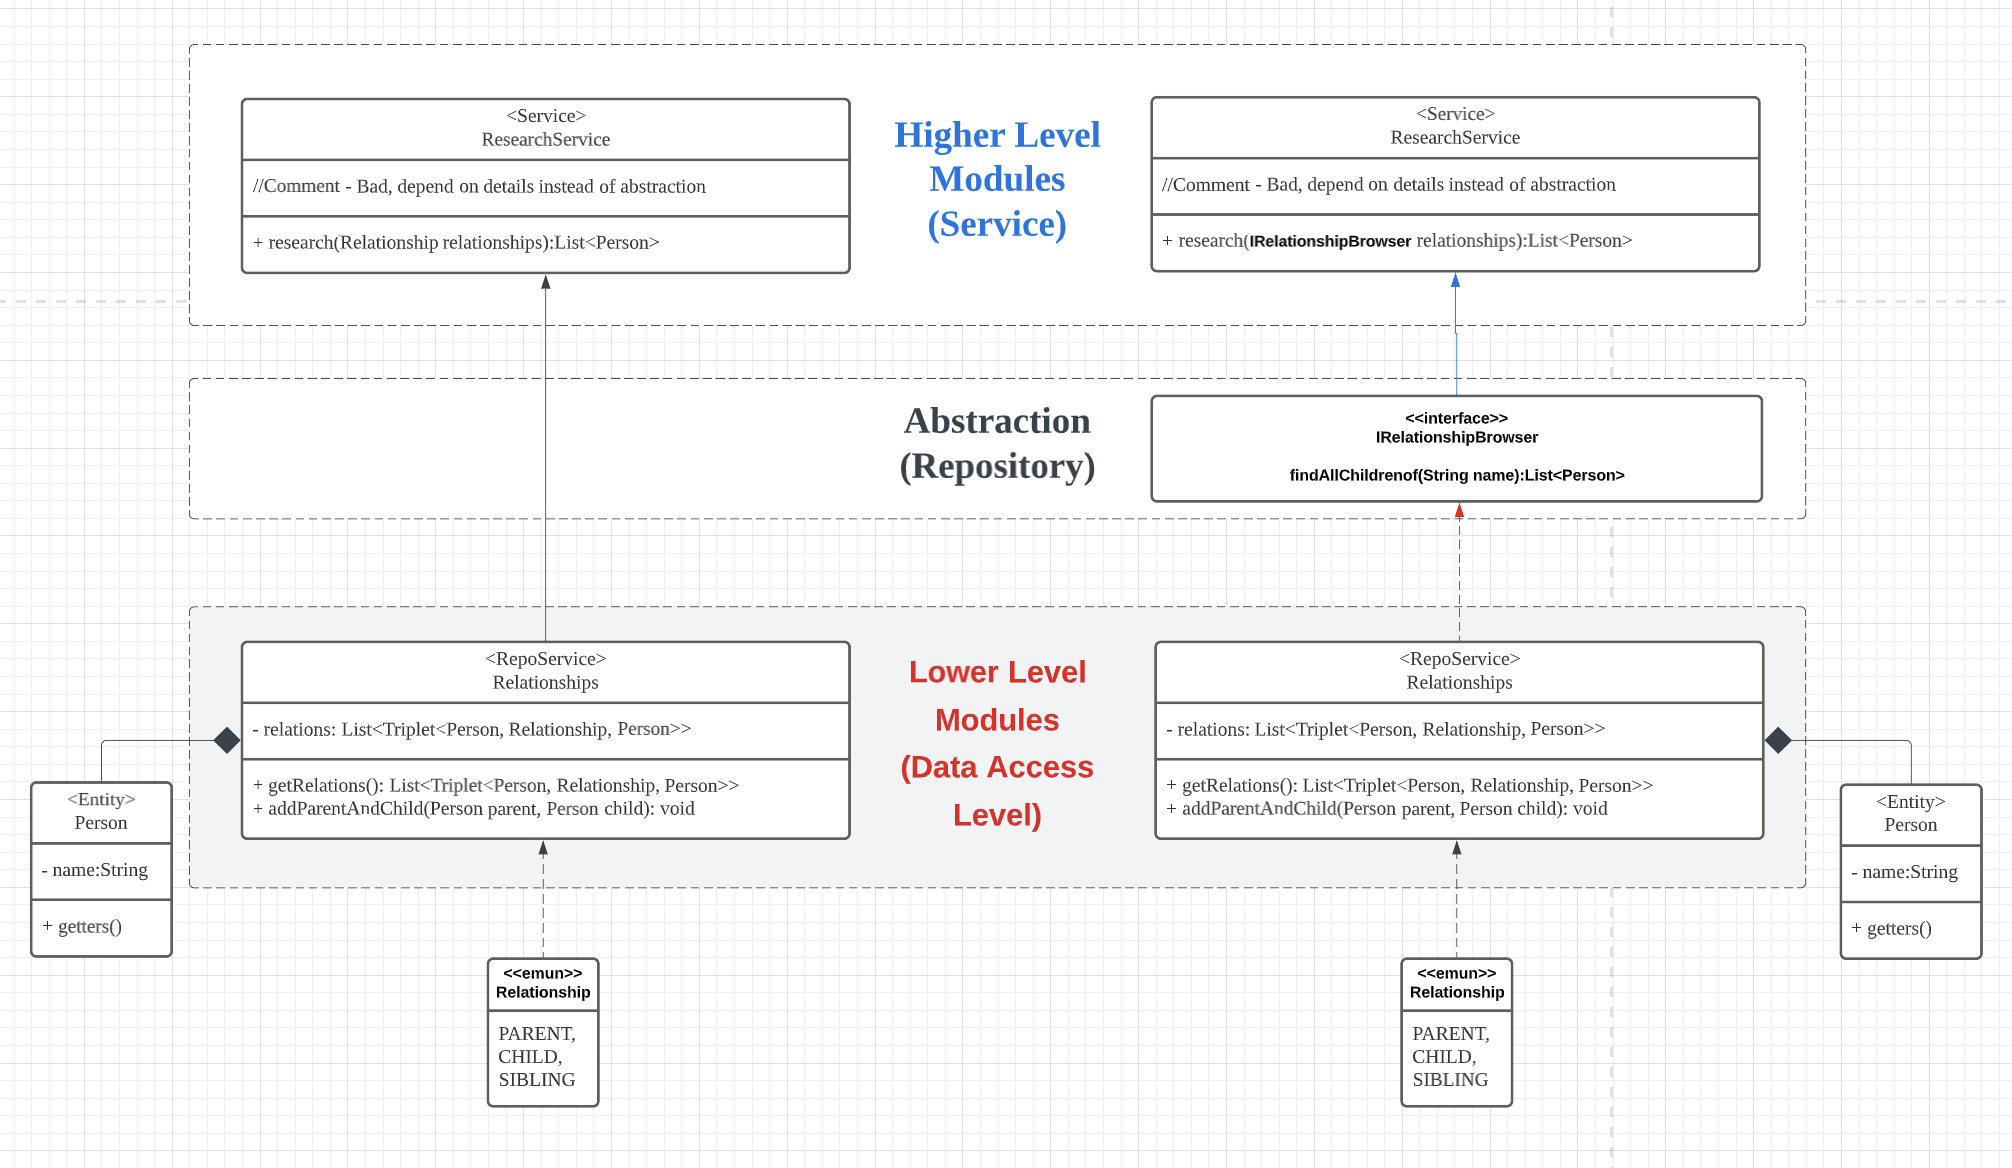 <Service>
ResearchService
//Comment - Bad, depend on details instead of abstraction
+ research(Relationship relationships):List<Person>
Higher Level
Modules
(Service)
<Service>
ResearchService
//Comment - Bad, depend on details instead of abstraction
+ research(IRelationshipBrowser relationships):List<Person>
Abstraction
(Repository)
<<interface>>
IRelationshipBrowser
findAllChildrenof(String name):List<Person>
<RepoService>
Relationships
- relations: List<Triplet<Person, Relationship, Person>>
+ getRelations(): List<Triplet<Person, Relationship, Person>>
+ addParentAndChild(Person parent, Person child): void
Lower Level
Modules
(Data Access
Level)
<RepoService>
Relationships
- relations: List<Triplet<Person, Relationship, Person>>
+ getRelations(): List<Triplet<Person, Relationship, Person>>
+ addParentAndChild(Person parent, Person child): void
<Entity>
Person
- name:String
+ getters()
<Entity>
Person
- name:String
+ getters()
<<emun>>
Relationship
PARENT,
CHILD,
SIBLING
<<emun>>
Relationship
PARENT,
CHILD,
SIBLING